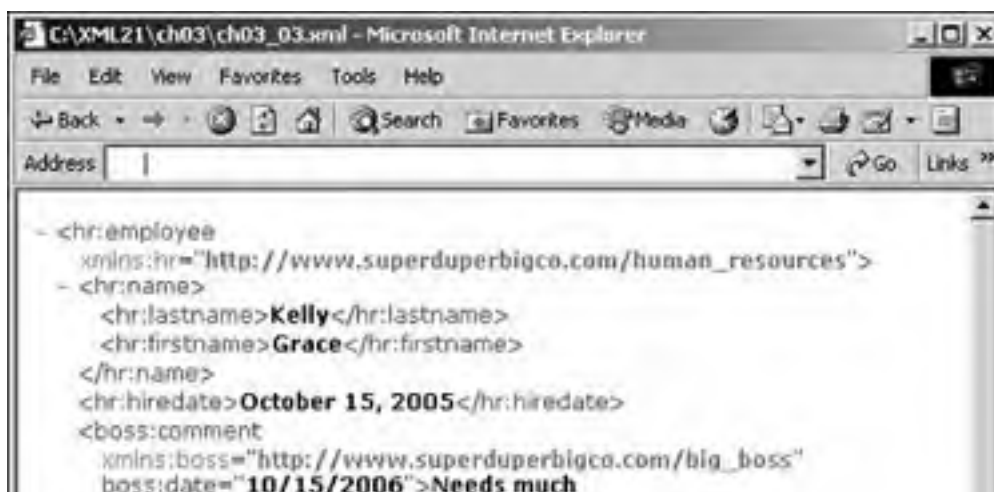 C:\XML21\ch03\ch03_03.xml - Microsoft Internet Explorer
File Edit View Favorites Tools Help
Back Search Favorites Media
Address Go Links »
- <hr:employee
xmlns:hr="http://www.superduperbigco.com/human_resources">
- <hr:name>
<hr:lastname>Kelly</hr:lastname>
<hr:firstname>Grace</hr:firstname>
</hr:name>
<hr:hiredate>October 15, 2005</hr:hiredate>
<boss:comment
xmlns:boss="http://www.superduperbigco.com/big_boss"
boss:date="10/15/2006">Needs much